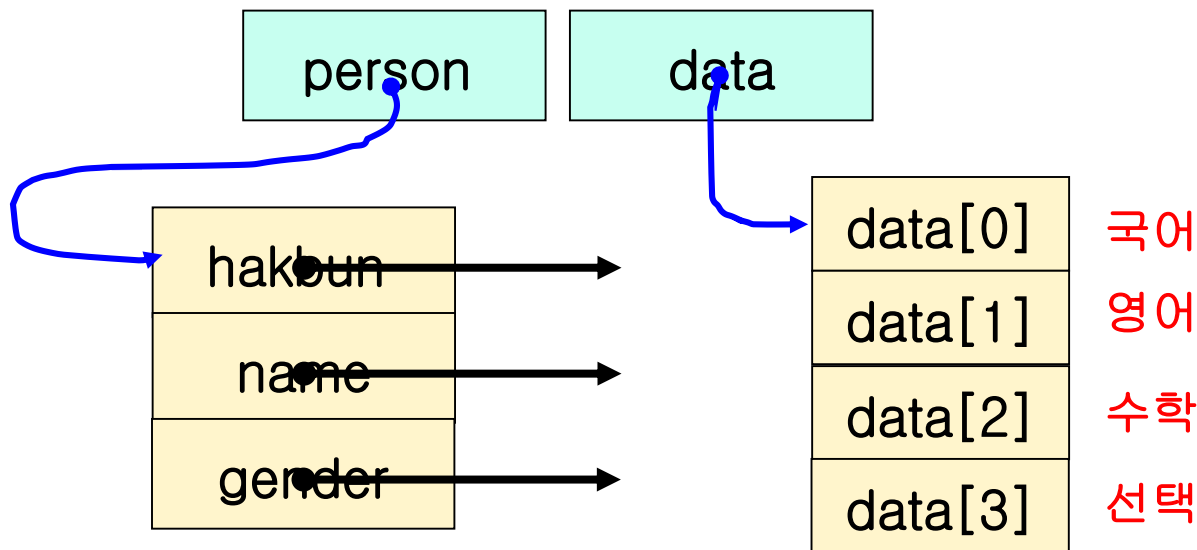 person data
hakbun
name
gender
data[0] 국어
data[1] 영어
data[2] 수학
data[3] 선택